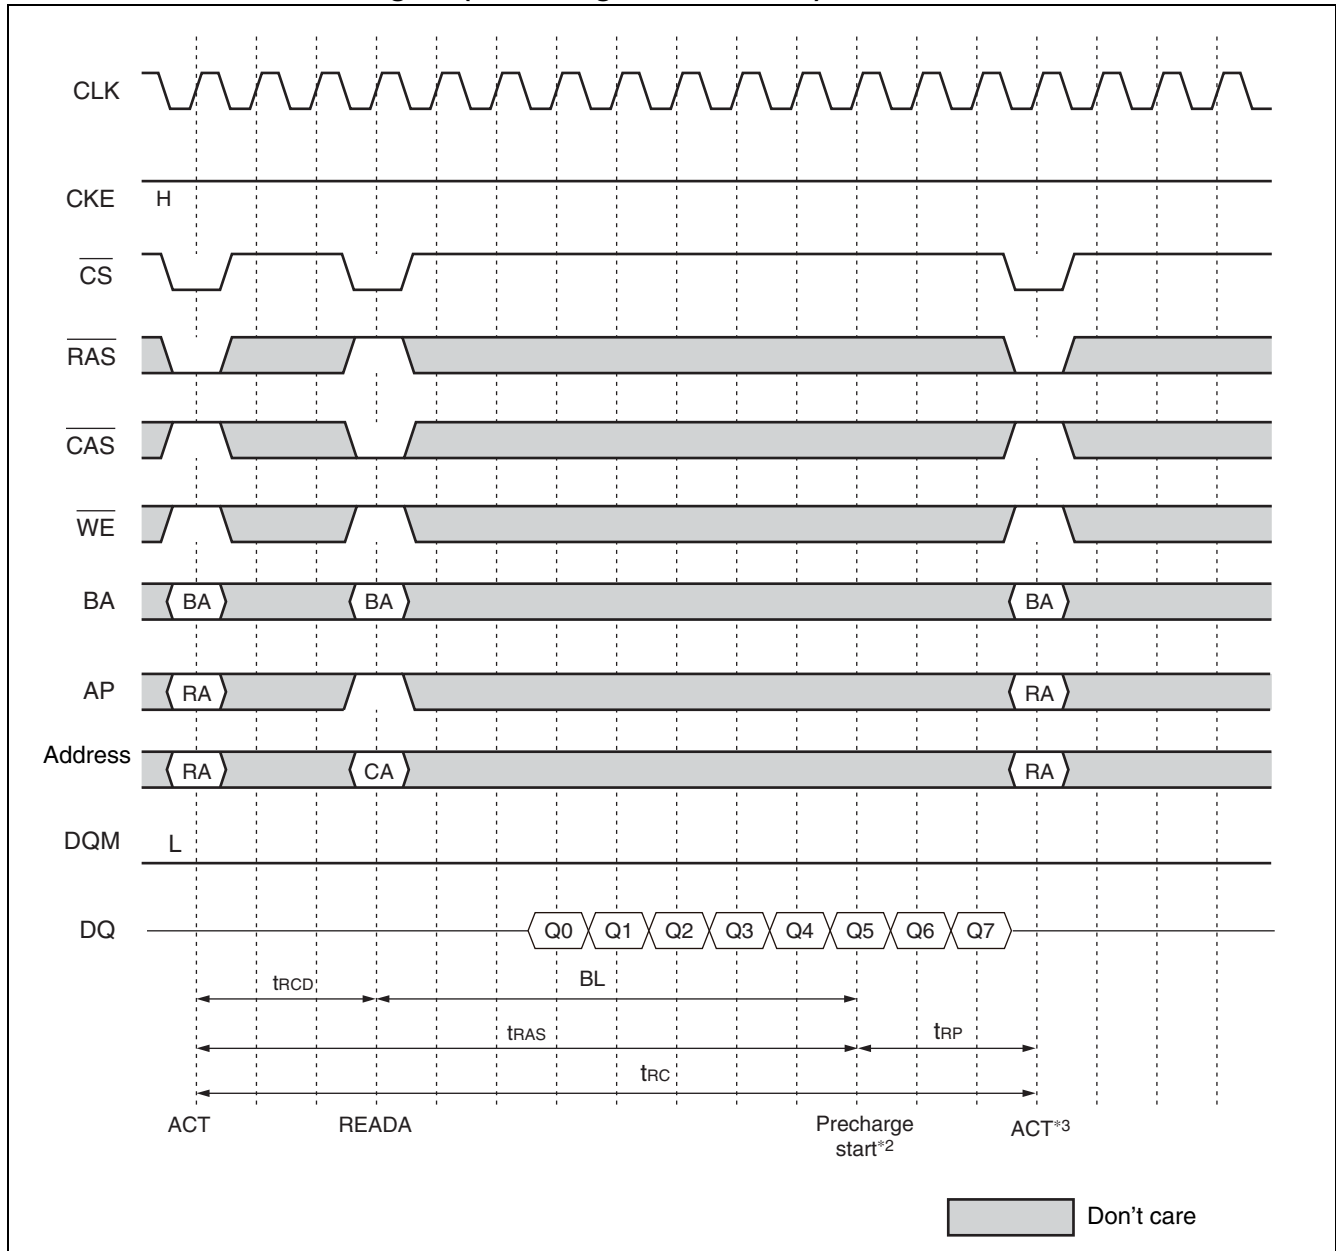 CLK
CKE H
CS
RAS
CAS
WE
BA BA BA BA
AP RA RA
Address RA CA RA
DQM L
DQ Q0 Q1 Q2 Q3 Q4 Q5 Q6 Q7
tRCD BL
tRAS tRP
tRC
ACT READA Precharge start*2 ACT*3
Don't care